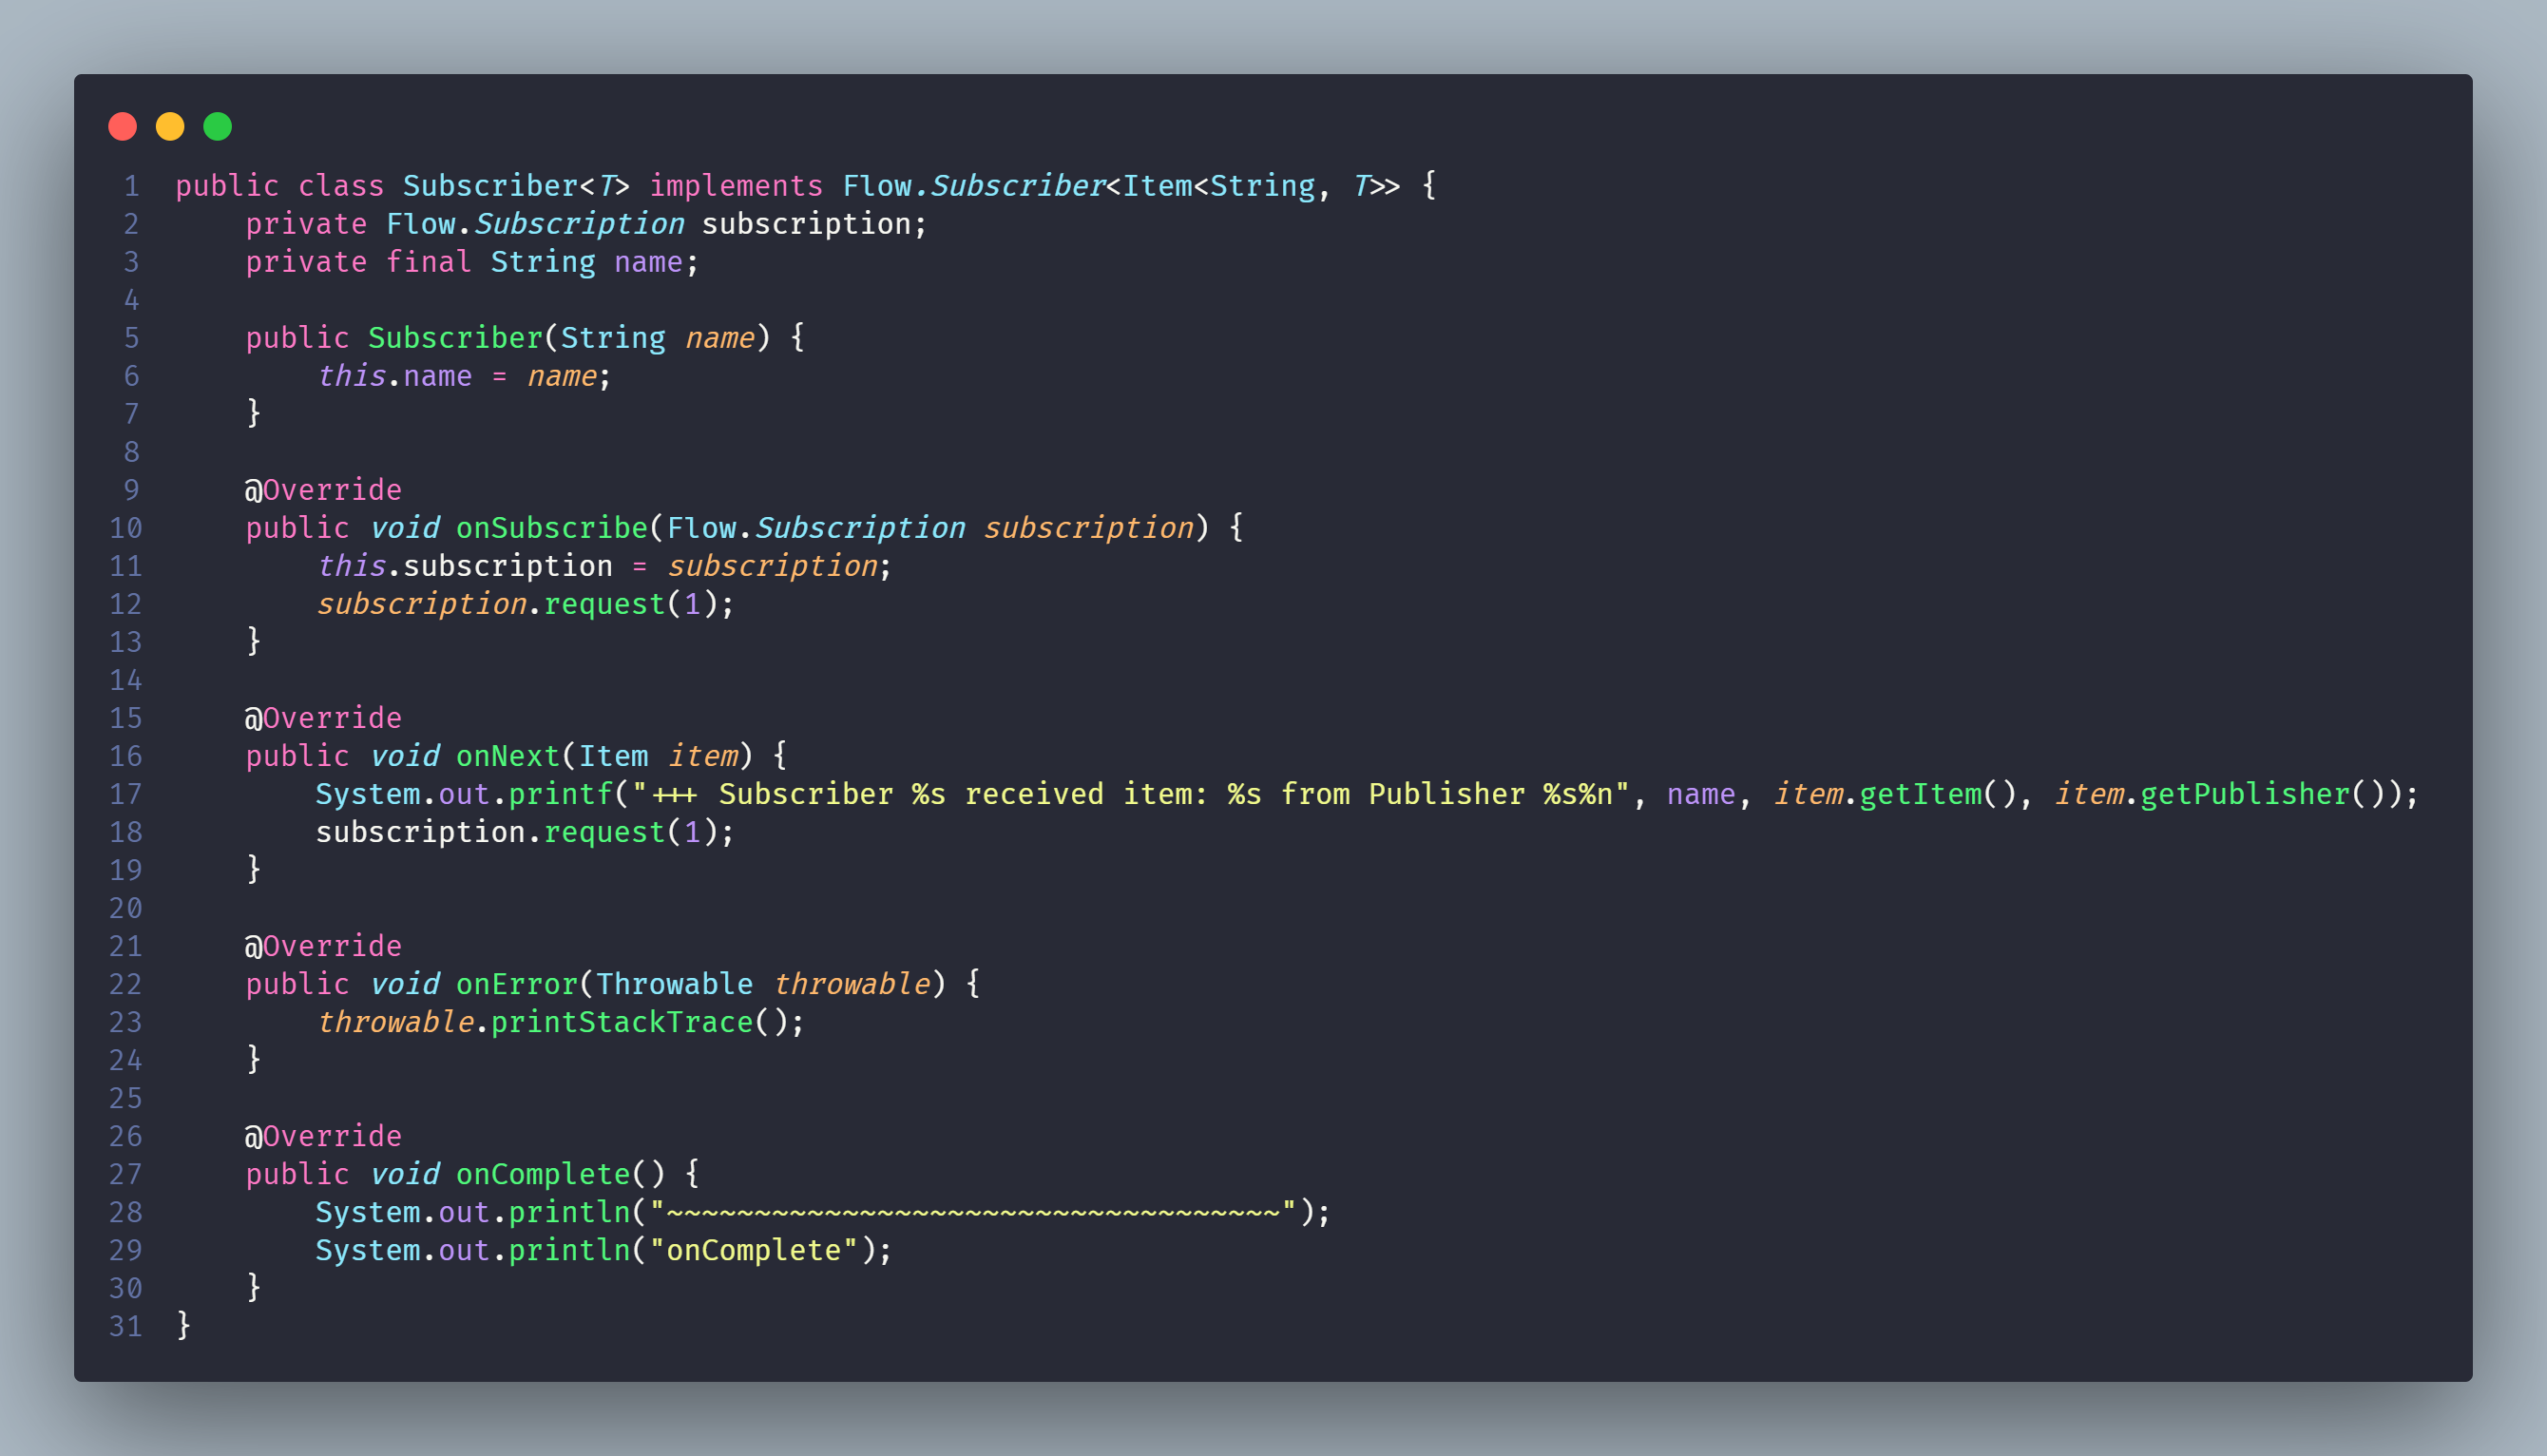 1 public class Subscriber<T> implements Flow.Subscriber<Item<String, T>> {
2     private Flow.Subscription subscription;
3     private final String name;
4
5     public Subscriber(String name) {
6         this.name = name;
7     }
8
9     @Override
10     public void onSubscribe(Flow.Subscription subscription) {
11         this.subscription = subscription;
12         subscription.request(1);
13     }
14
15     @Override
16     public void onNext(Item item) {
17         System.out.printf("+++ Subscriber %s received item: %s from Publisher %s%n", name, item.getItem(), item.getPublisher());
18         subscription.request(1);
19     }
20
21     @Override
22     public void onError(Throwable throwable) {
23         throwable.printStackTrace();
24     }
25
26     @Override
27     public void onComplete() {
28         System.out.println("~~~~~~~~~~~~~~~~~~~~~~~~~~~~~~~~~~~");
29         System.out.println("onComplete");
30     }
31 }